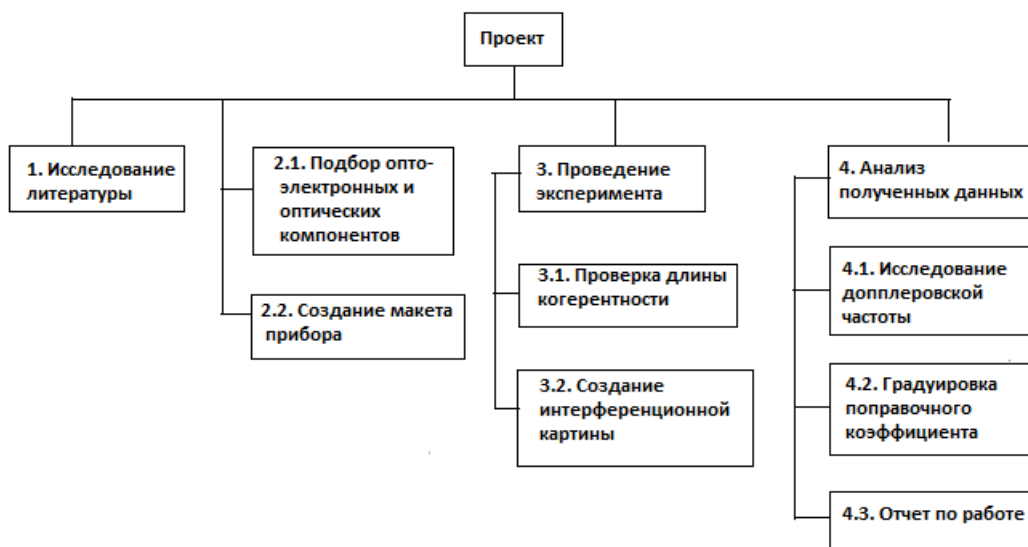 Проект
1. Исследование
литературы
2.1. Подбор опто-
электронных и
оптических
компонентов
2.2. Создание макета
прибора
3. Проведение
эксперимента
3.1. Проверка длины
когерентности
3.2. Создание
интерференционной
картины
4. Анализ
полученных данных
4.1. Исследование
допплеровской
частоты
4.2. Градуировка
поправочного
коэффициента
4.3. Отчет по работе